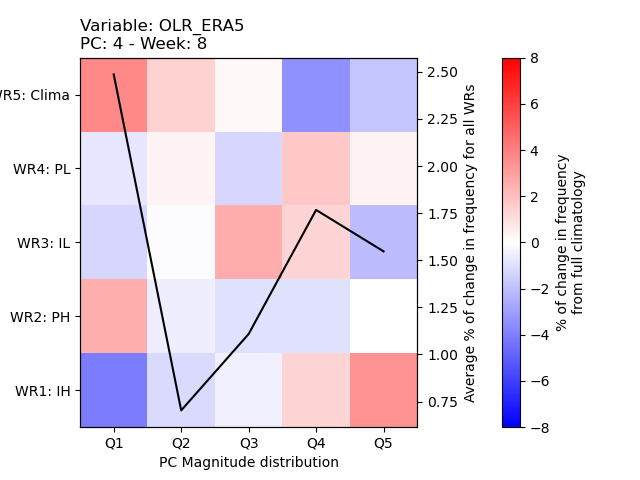 Variable: OLR_ERA5
PC: 4 - Week: 8
WR5: Clima
WR4: PL
WR3: IL
WR2: PH
WR1: IH
Q1 Q2 Q3 Q4 Q5
PC Magnitude distribution
2.50
2.25
2.00
1.75
1.50
1.25
1.00
0.75
Average % of change in frequency for all WRs
8
6
4
2
0
−2
−4
−6
−8
% of change in frequency
from full climatology